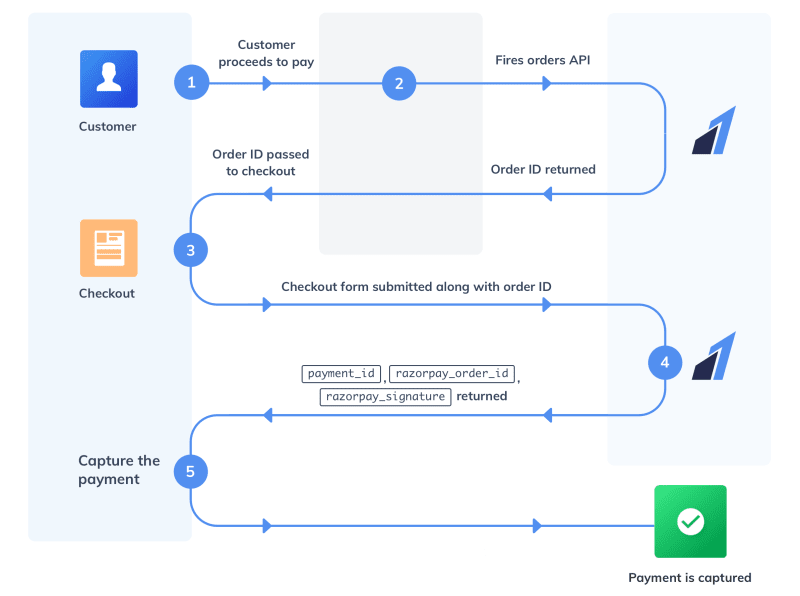 Customer
proceeds to pay
Fires orders API
1
2
Customer
Order ID passed
to checkout
Order ID returned
3
Checkout
Checkout form submitted along with order ID
4
payment_id , razorpay_order_id ,
razorpay_signature returned
Capture the
payment
5
Payment is captured